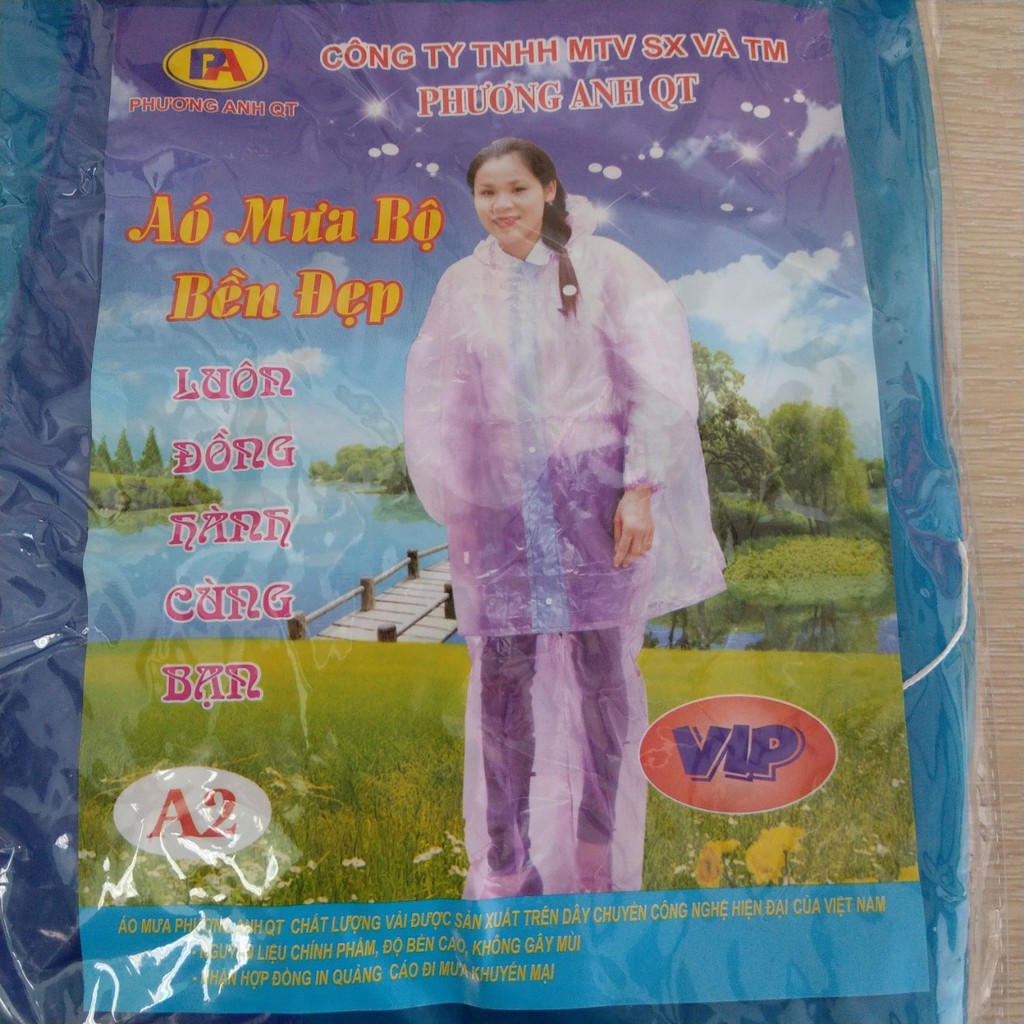 PA
PHƯƠNG ANH QT
CÔNG TY TNHH MTV SX VÀ TM
PHƯƠNG ANH QT
Aó Mưa Bộ
Bền Đẹp
LUÔN
ĐỒNG
HÀNH
CÙNG
BẠN
VIP
A2
ÁO MƯA PHƯƠNG ANH QT CHẤT LƯỢNG VẢI ĐƯỢC SẢN XUẤT TRÊN DÂY CHUYỀN CÔNG NGHỆ HIỆN ĐẠI CỦA VIỆT NAM
- NGUYÊN LIỆU CHÍNH PHẨM, ĐỘ BỀN CAO, KHÔNG GÂY MÙI
- NHẬN HỢP ĐỒNG IN QUẢNG CÁO ĐI MƯA KHUYẾN MẠI